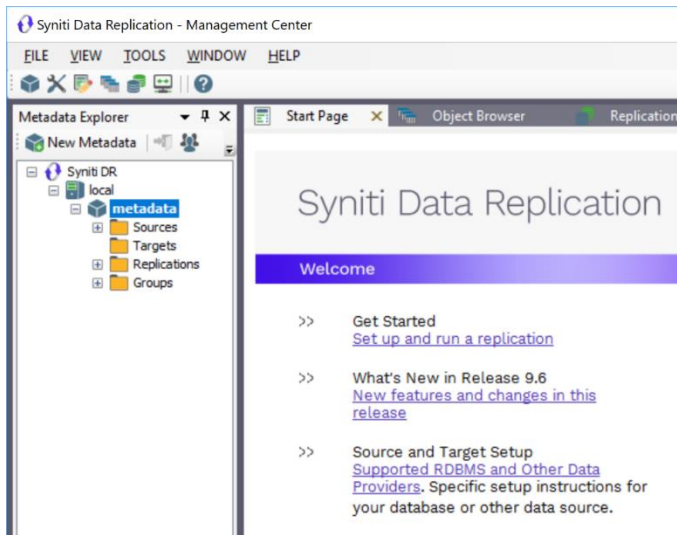 Syniti Data Replication - Management Center
FILE VIEW TOOLS WINDOW HELP
Metadata Explorer
Start Page
Object Browser
Replication
New Metadata
Syniti DR
local
metadata
Sources
Targets
Replications
Groups
Syniti Data Replication
Welcome
>> Get Started
Set up and run a replication
>> What's New in Release 9.6
New features and changes in this
release
>> Source and Target Setup
Supported RDBMS and Other Data
Providers. Specific setup instructions for
your database or other data source.